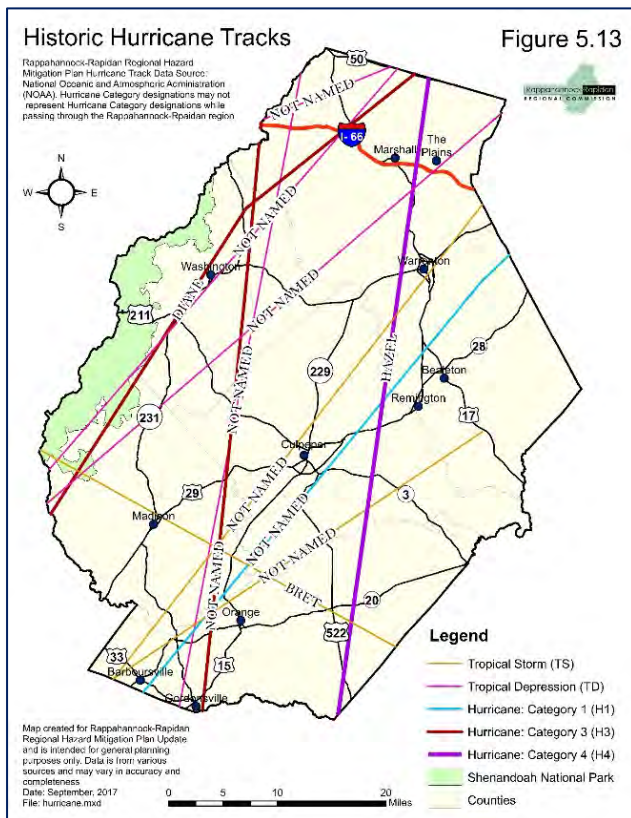 Historic Hurricane Tracks
Figure 5.13
Rappahannock-Rapidan Regional Hazard
Mitigation Plan Hurricane Track Data Source:
National Oceanic and Atmospheric Administration
(NOAA). Hurricane Category designations may not
represent Hurricane Category designations while
passing through the Rappahannock-Rpaidan region
Rappahannock-Rapidan
REGIONAL COMMISSION
N
W E
S
50
NOT-NAMED
I-66
Marshall
The
Plains
NOT-NAMED
NOT-NAMED
Washington
DIANE
Warrenton
NOT-NAMED
211
HAZEL
229
28
Bealeton
NOT-NAMED
Remington
231
17
Culpeper
29
NOT-NAMED
3
Madison
NOT-NAMED
NOT-NAMED
BRET
NOT-NAMED
20
Orange
522
33
15
Barboursville
Gordonsville
Legend
Tropical Storm (TS)
Tropical Depression (TD)
Hurricane: Category 1 (H1)
Hurricane: Category 3 (H3)
Hurricane: Category 4 (H4)
Shenandoah National Park
Counties
Map created for Rappahannock-Rapidan
Regional Hazard Mitigation Plan Update
and is intended for general planning
purposes only. Data is from various
sources and may vary in accuracy and
completeness
Date: September, 2017
File: hurricane.mxd
0 5 10 20
Miles